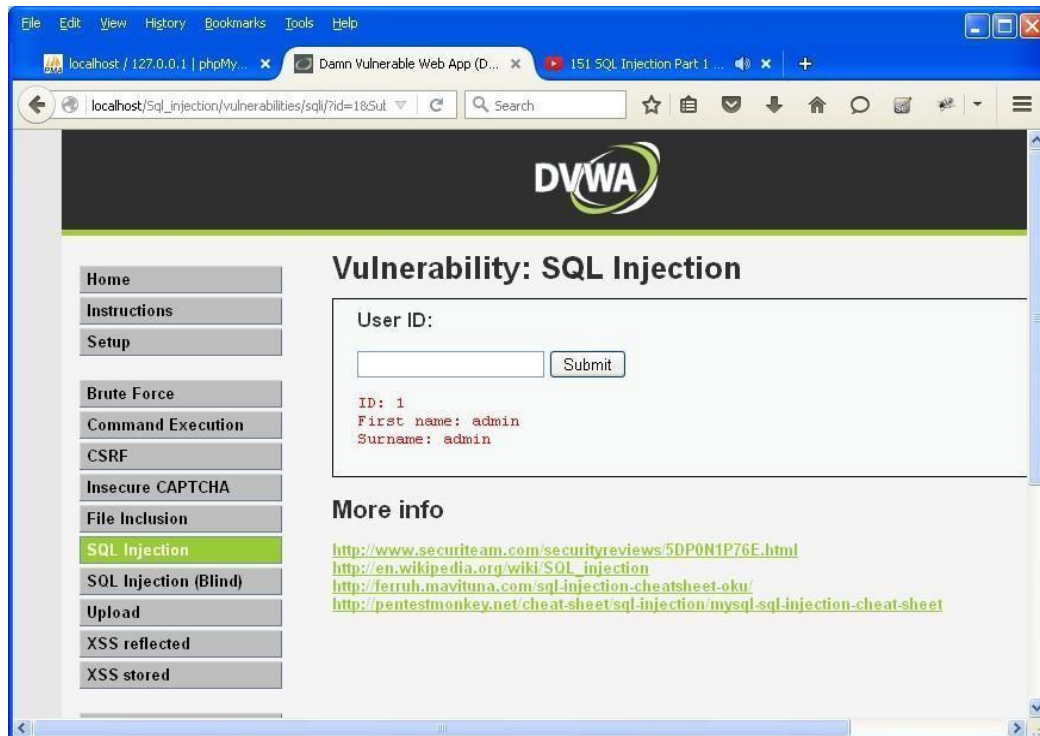 File Edit View History Bookmarks Tools Help
localhost / 127.0.0.1 | phpMy... Damn Vulnerable Web App (D... 151 SQL Injection Part 1 ...
localhost/Sql_injection/vulnerabilities/sqli/?id=1&Sul Search
DVWA
Home
Instructions
Setup
Brute Force
Command Execution
CSRF
Insecure CAPTCHA
File Inclusion
SQL Injection
SQL Injection (Blind)
Upload
XSS reflected
XSS stored
Vulnerability: SQL Injection
User ID:
Submit
ID: 1
First name: admin
Surname: admin
More info
http://www.securiteam.com/securityreviews/5DP0N1P76E.html
http://en.wikipedia.org/wiki/SQL_injection
http://ferruh.mavituna.com/sql-injection-cheatsheet-oku/
http://pentestmonkey.net/cheat-sheet/sql-injection/mysql-sql-injection-cheat-sheet